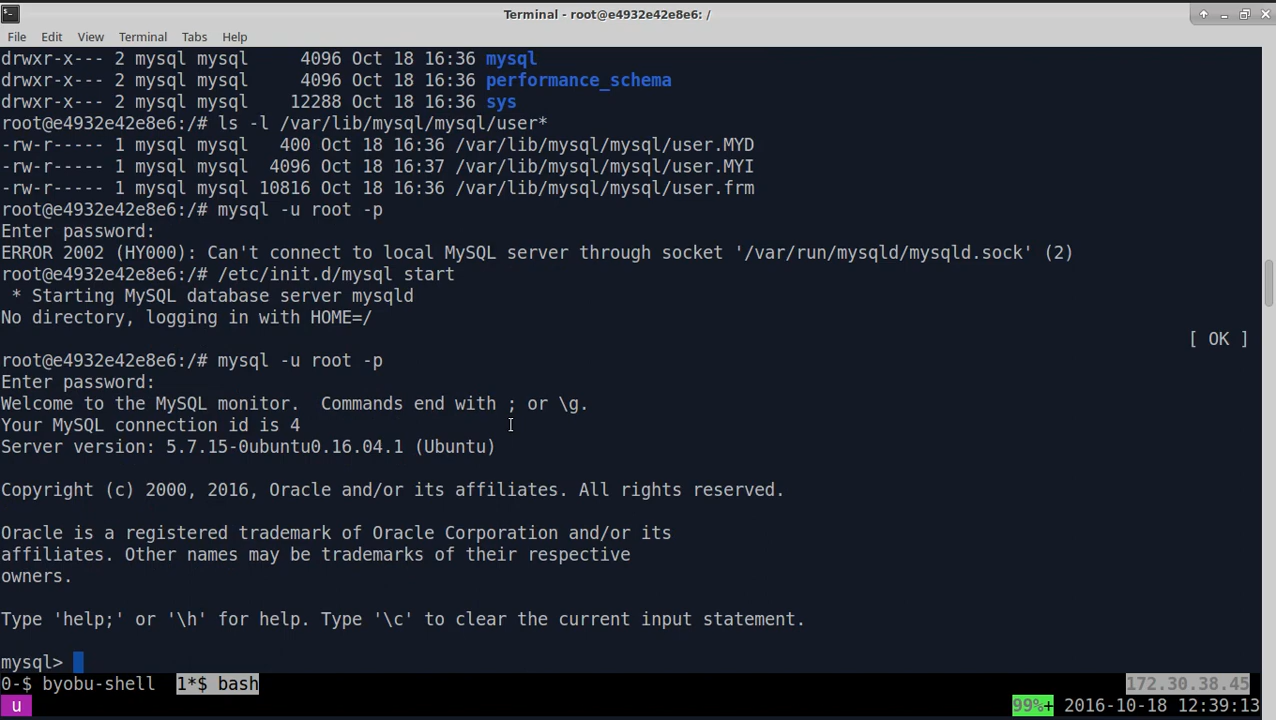 Terminal - root@e4932e42e8e6: /
File Edit View Terminal Tabs Help
drwxr-x--- 2 mysql mysql     4096 Oct 18 16:36 mysql
drwxr-x--- 2 mysql mysql     4096 Oct 18 16:36 performance_schema
drwxr-x--- 2 mysql mysql    12288 Oct 18 16:36 sys
root@e4932e42e8e6:/# ls -l /var/lib/mysql/mysql/user*
-rw-r----- 1 mysql mysql   400 Oct 18 16:36 /var/lib/mysql/mysql/user.MYD
-rw-r----- 1 mysql mysql  4096 Oct 18 16:37 /var/lib/mysql/mysql/user.MYI
-rw-r----- 1 mysql mysql 10816 Oct 18 16:36 /var/lib/mysql/mysql/user.frm
root@e4932e42e8e6:/# mysql -u root -p
Enter password:
ERROR 2002 (HY000): Can't connect to local MySQL server through socket '/var/run/mysqld/mysqld.sock' (2)
root@e4932e42e8e6:/# /etc/init.d/mysql start
 * Starting MySQL database server mysqld
No directory, logging in with HOME=/
[ OK ]
root@e4932e42e8e6:/# mysql -u root -p
Enter password:
Welcome to the MySQL monitor.  Commands end with ; or \g.
Your MySQL connection id is 4
Server version: 5.7.15-0ubuntu0.16.04.1 (Ubuntu)
Copyright (c) 2000, 2016, Oracle and/or its affiliates. All rights reserved.
Oracle is a registered trademark of Oracle Corporation and/or its
affiliates. Other names may be trademarks of their respective
owners.
Type 'help;' or '\h' for help. Type '\c' to clear the current input statement.
mysql>
0-$ byobu-shell  1*$ bash 172.30.38.45
u 99%+ 2016-10-18 12:39:13